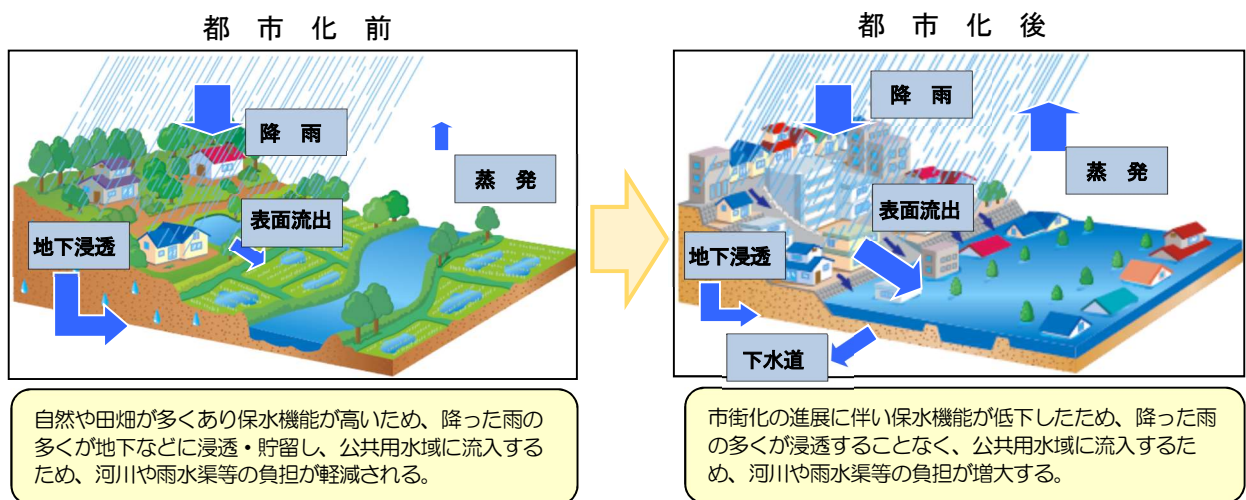 都 市 化 前
降 雨
蒸 発
表面流出
地下浸透
自然や田畑が多くあり保水機能が高いため、降った雨の
多くが地下などに浸透・貯留し、公共用水域に流入する
ため、河川や雨水渠等の負担が軽減される。
都 市 化 後
降 雨
蒸 発
表面流出
地下浸透
下水道
市街化の進展に伴い保水機能が低下したため、降った雨
の多くが浸透することなく、公共用水域に流入するた
め、河川や雨水渠等の負担が増大する。